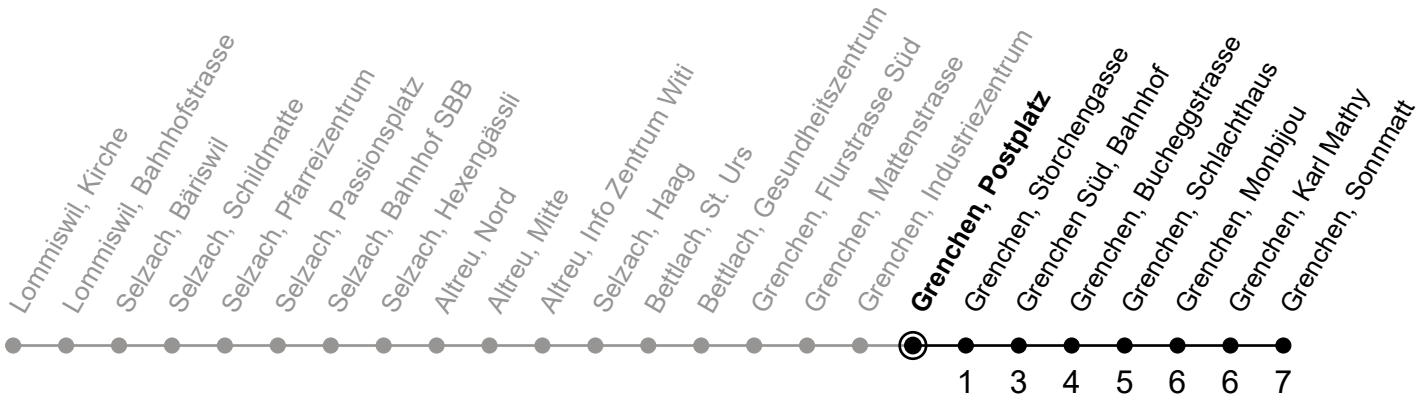 Lommiswil, Kirche
Lommiswil, Bahnhofstrasse
Selzach, Bäriswil
Selzach, Schildmatte
Selzach, Pfarreizentrum
Selzach, Passionsplatz
Selzach, Bahnhof SBB
Selzach, Hexengässli
Altreu, Nord
Altreu, Mitte
Altreu, Info Zentrum Witi
Selzach, Haag
Bettlach, St. Urs
Bettlach, Gesundheitszentrum
Grenchen, Flurstrasse Süd
Grenchen, Mattenstrasse
Grenchen, Industriezentrum
Grenchen, Postplatz
Grenchen, Storchengasse
Grenchen Süd, Bahnhof
Grenchen, Bucheggstrasse
Grenchen, Schlachthaus
Grenchen, Monbijou
Grenchen, Karl Mathy
Grenchen, Sonnmatt
1 3 4 5 6 6 7